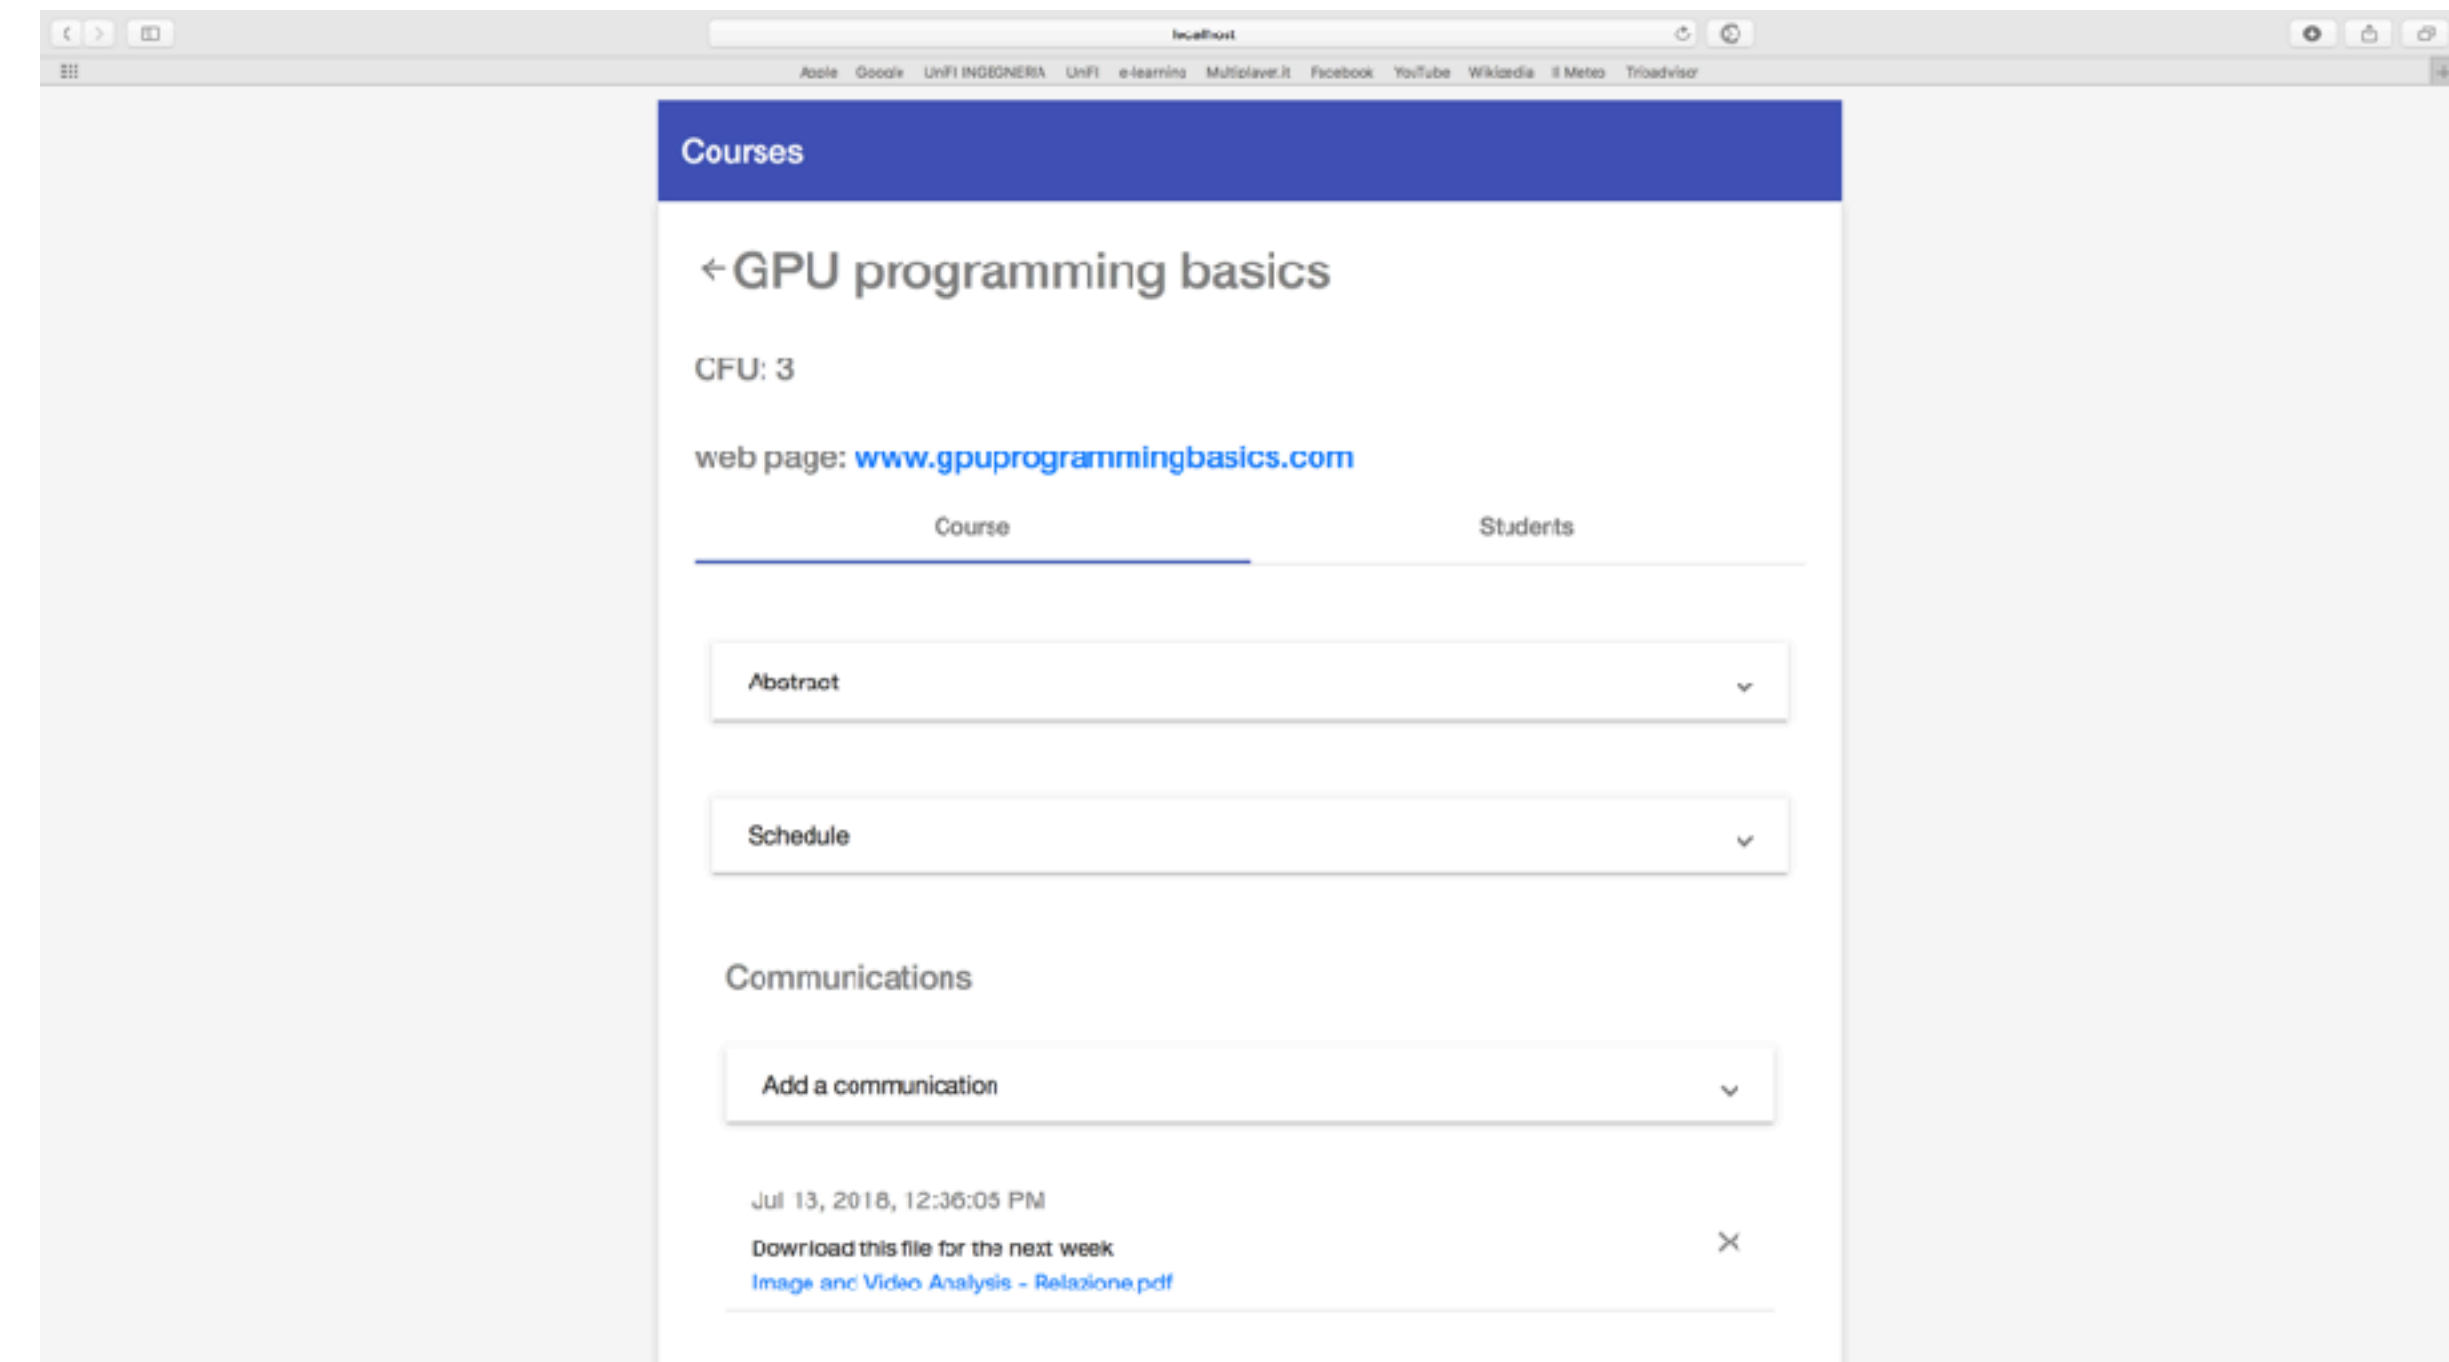 localhost
Apple Google UniFI INGEGNERIA UniFI e-learning Multiplayer.it Facebook YouTube Wikipedia Il Meteo Tripadvisor
Courses
←GPU programming basics
CFU: 3
web page: www.gpuprogrammingbasics.com
Course Students
Abstract
Schedule
Communications
Add a communication
Jul 13, 2018, 12:36:05 PM
Download this file for the next week
Image and Video Analysis - Relazione.pdf